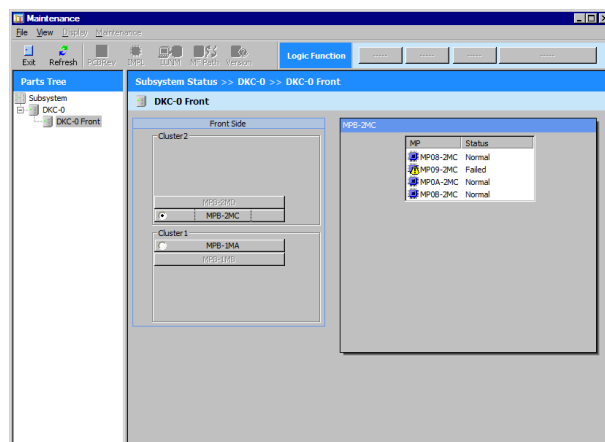 Maintenance
File View Display Maintenance
Exit Refresh PCBRev IMPL LUNM MF Path Version Logic Function ----- ----- ----- -----
Parts Tree
Subsystem Status >> DKC-0 >> DKC-0 Front
Subsystem
DKC-0
DKC-0 Front
DKC-0 Front
Front Side
Cluster2
MPB-2MD
MPB-2MC
Cluster1
MPB-1MA
MPB-1MB
MPB-2MC
MP Status
MP08-2MC Normal
MP09-2MC Failed
MP0A-2MC Normal
MP0B-2MC Normal